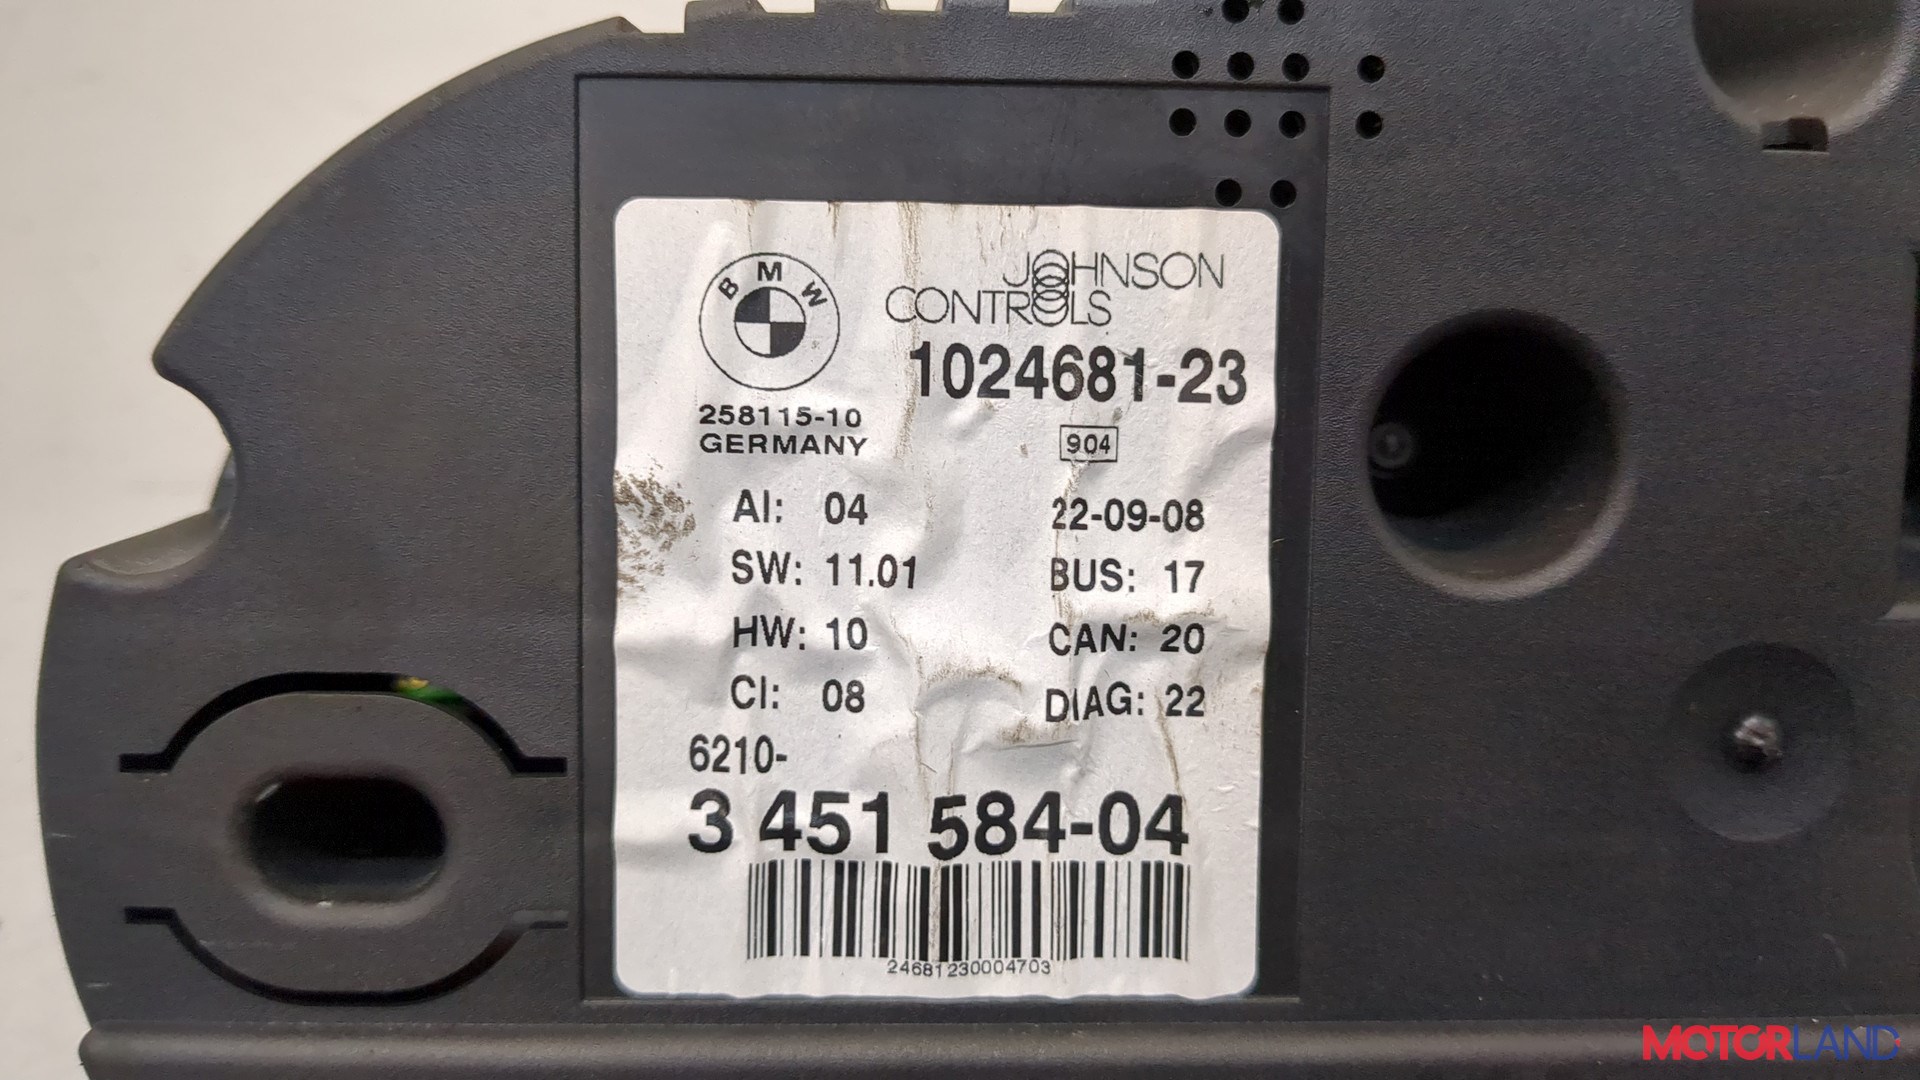 BMW
JOHNSON
CONTROLS
1024681-23
258115-10
GERMANY
904
AI: 04
22-09-08
SW: 11.01
BUS: 17
HW: 10
CAN: 20
CI: 08
DIAG: 22
6210-
3 451 584-04
24681230004703
MOTORLAND